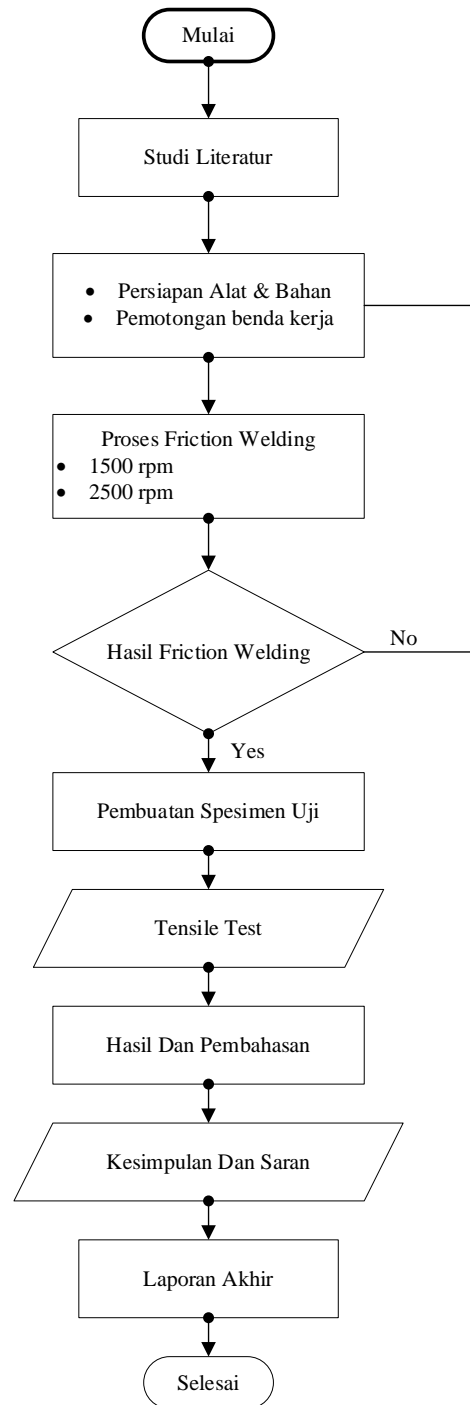 Mulai
Studi Literatur
• Persiapan Alat & Bahan
• Pemotongan benda kerja
Proses Friction Welding
• 1500 rpm
• 2500 rpm
Hasil Friction Welding
No
Yes
Pembuatan Spesimen Uji
Tensile Test
Hasil Dan Pembahasan
Kesimpulan Dan Saran
Laporan Akhir
Selesai